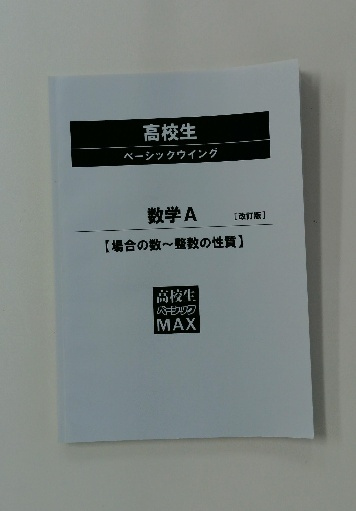 高校生
ベーシックウイング
数学A [改訂版]
【場合の数～整数の性質】
高校生
ベーシック
MAX